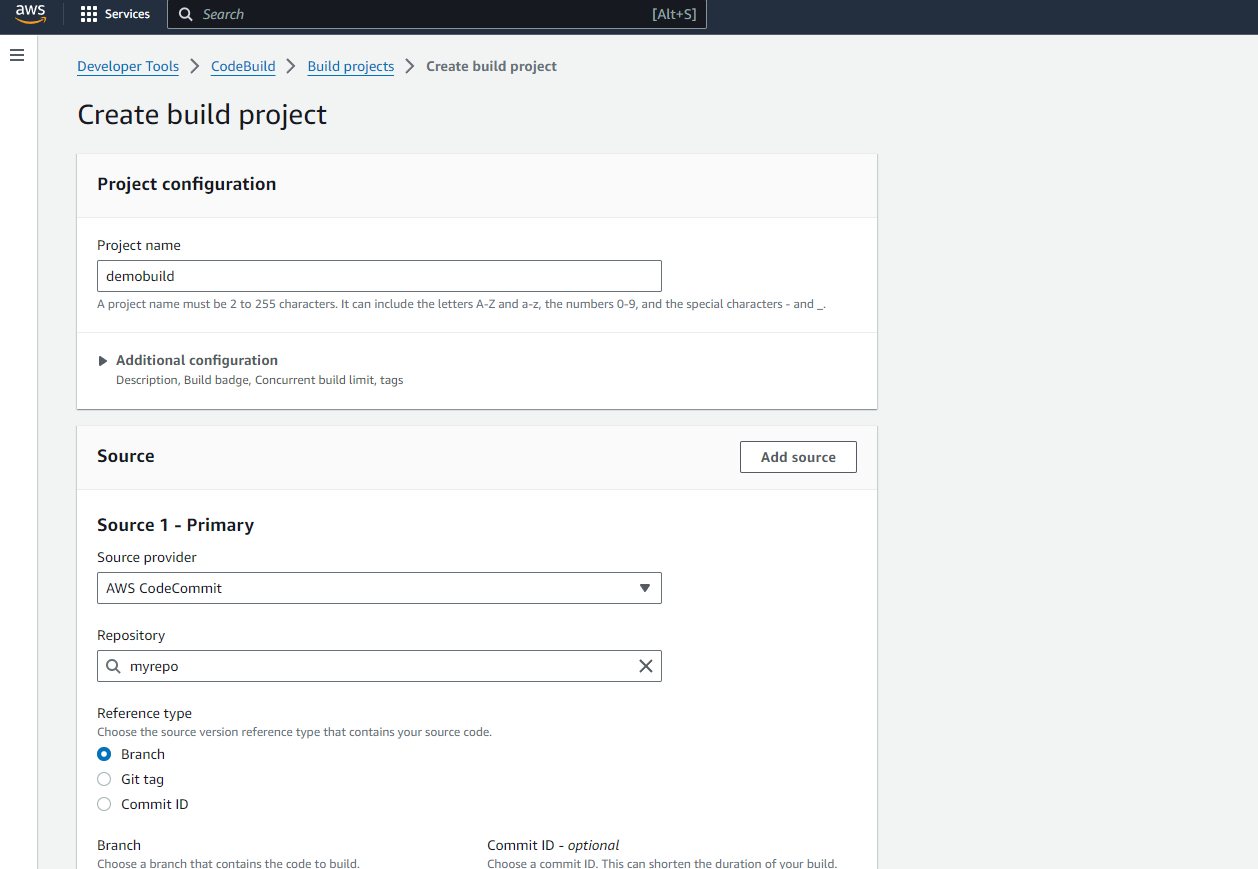 aws Services Search [Alt+S]
Developer Tools CodeBuild Build projects Create build project
Create build project
Project configuration
Project name
demobuild
A project name must be 2 to 255 characters. It can include the letters A-Z and a-z, the numbers 0-9, and the special characters - and _.
Additional configuration
Description, Build badge, Concurrent build limit, tags
Source Add source
Source 1 - Primary
Source provider
AWS CodeCommit
Repository
myrepo
Reference type
Choose the source version reference type that contains your source code.
Branch
Git tag
Commit ID
Branch Commit ID - optional
Choose a branch that contains the code to build. Choose a commit ID. This can shorten the duration of your build.